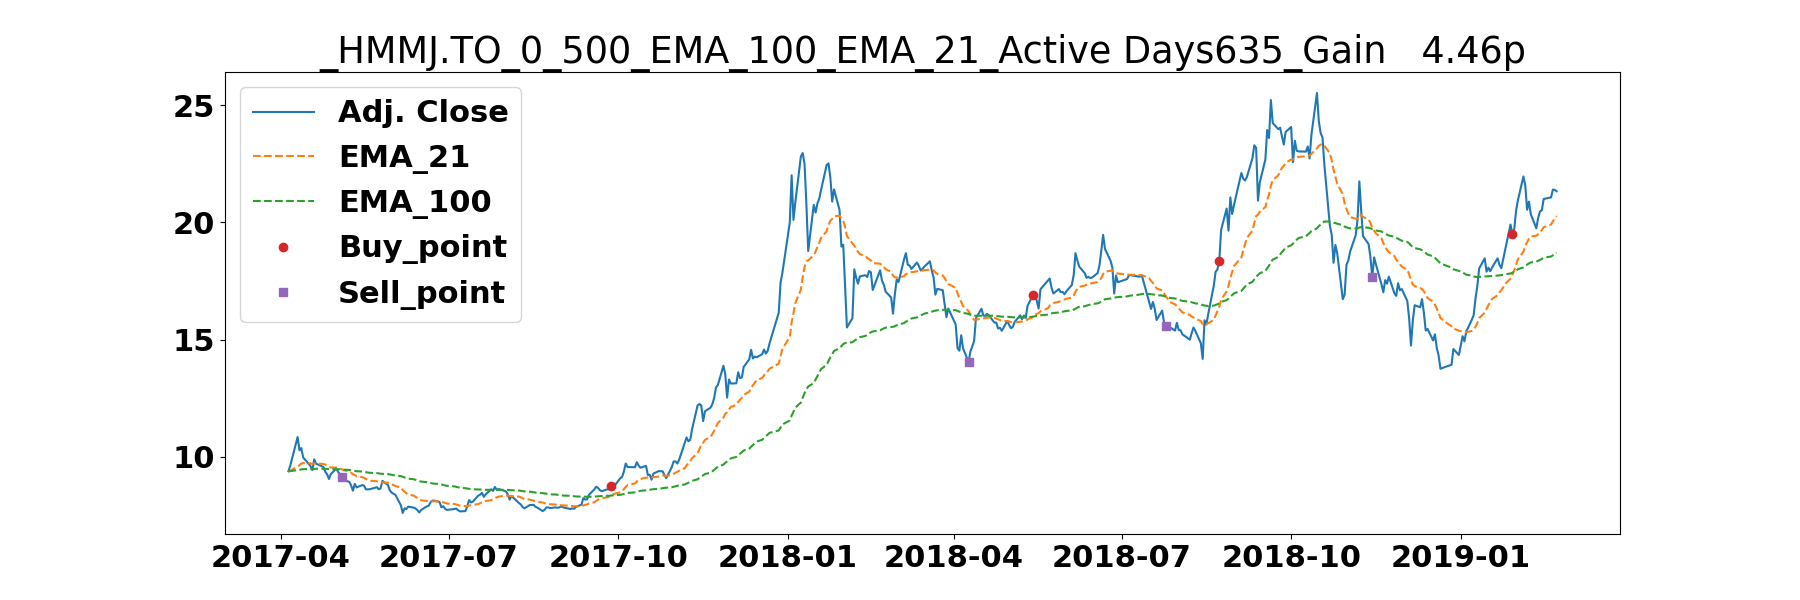 _HMMJ.TO_0_500_EMA_100_EMA_21_Active Days635_Gain   4.46p
25
20
15
10
Adj. Close
EMA_21
EMA_100
Buy_point
Sell_point
2017-04 2017-07 2017-10 2018-01 2018-04 2018-07 2018-10 2019-01